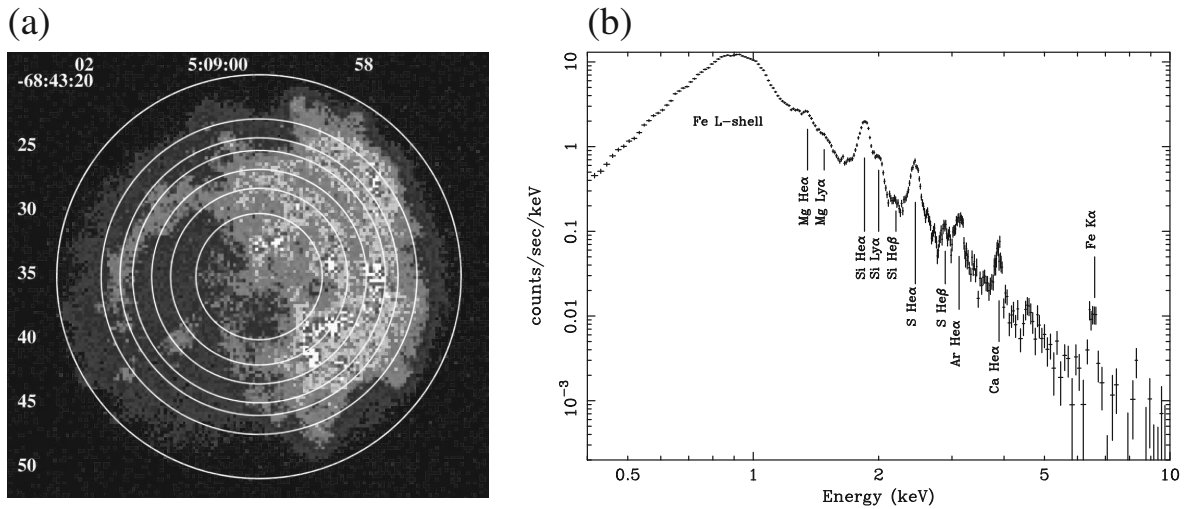 (a)
02 5:09:00 58
-68:43:20
25
30
35
40
45
50
(b)
10
1
0.1
0.01
10⁻³
counts/sec/keV
Fe L-shell
Mg Heα
Mg Lyα
Si Heα
Si Lyα
Si Heβ
S Heα
S Heβ
Ar Heα
Ca Heα
Fe Kα
0.5 1 2 5 10
Energy (keV)